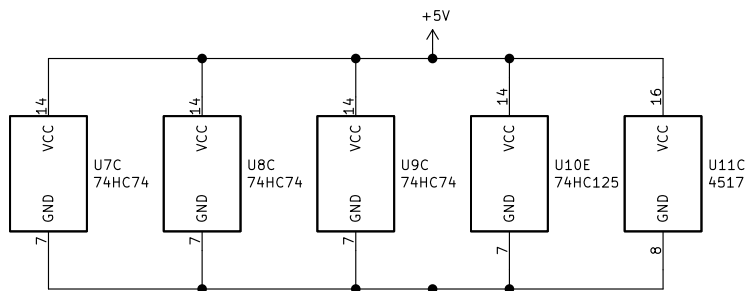 +5V
14
14
14
14
16
VCC
VCC
VCC
VCC
VCC
U7C
74HC74
U8C
74HC74
U9C
74HC74
U10E
74HC125
U11C
4517
GND
GND
GND
GND
GND
7
7
7
7
8